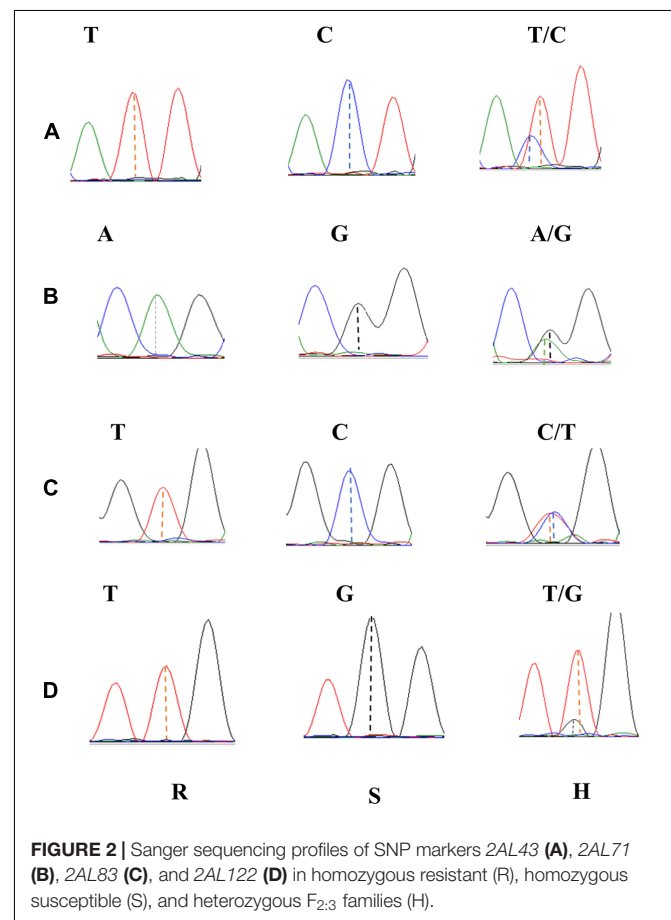 T C T/C
A
A G A/G
B
T C C/T
C
T G T/G
D
R S H
FIGURE 2 | Sanger sequencing profiles of SNP markers 2AL43 (A), 2AL71
(B), 2AL83 (C), and 2AL122 (D) in homozygous resistant (R), homozygous
susceptible (S), and heterozygous F2:3 families (H).